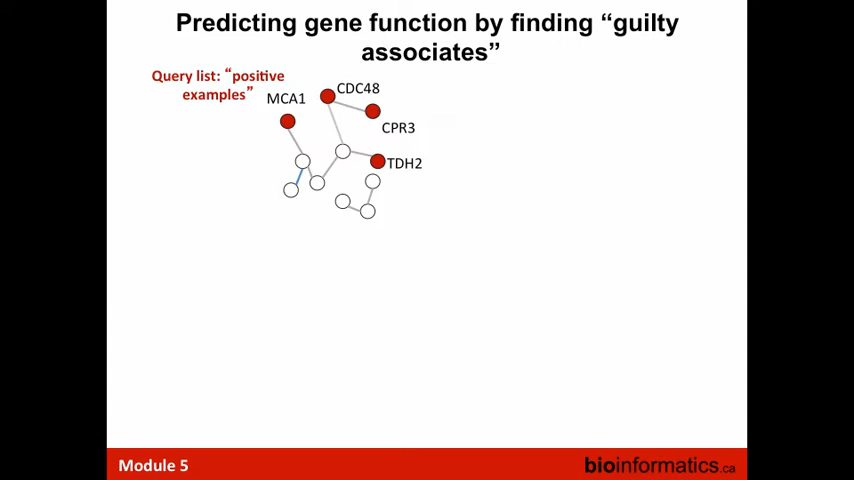 Predicting gene function by finding “guilty
associates”
Query list: “positive
examples”
MCA1
CDC48
CPR3
TDH2
Module 5
bioinformatics.ca